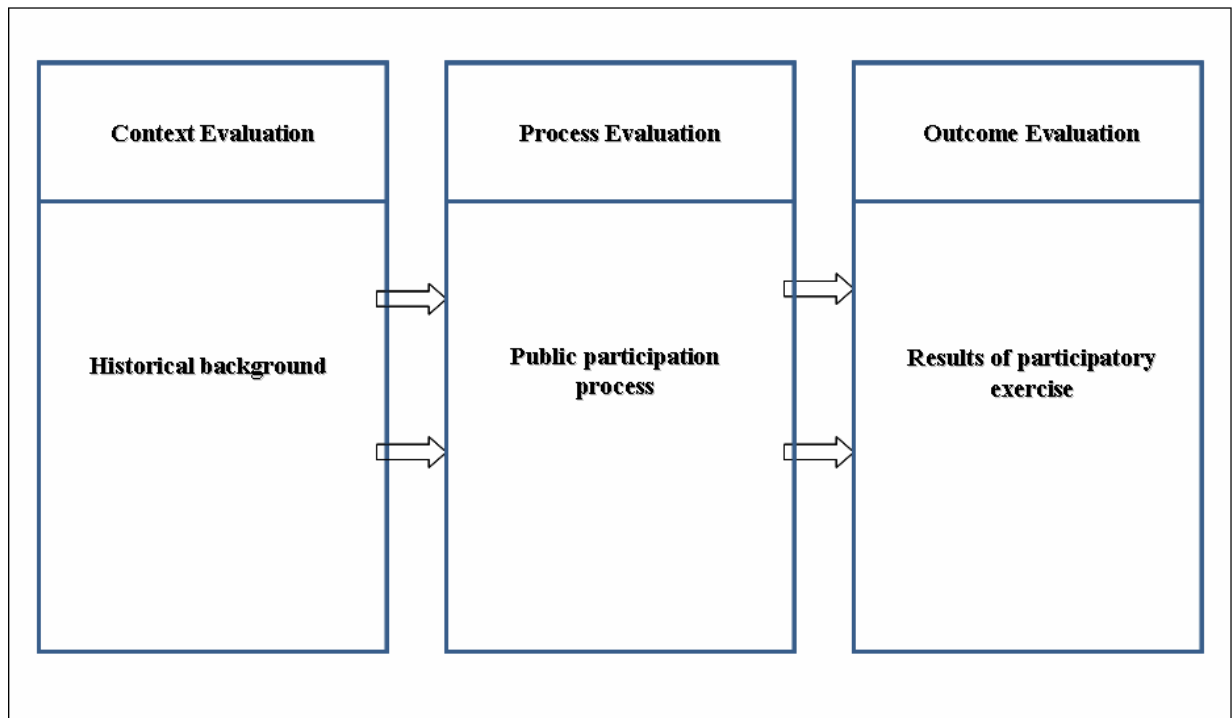 Context Evaluation
Process Evaluation
Outcome Evaluation
Historical background
Public participation
process
Results of participatory
exercise